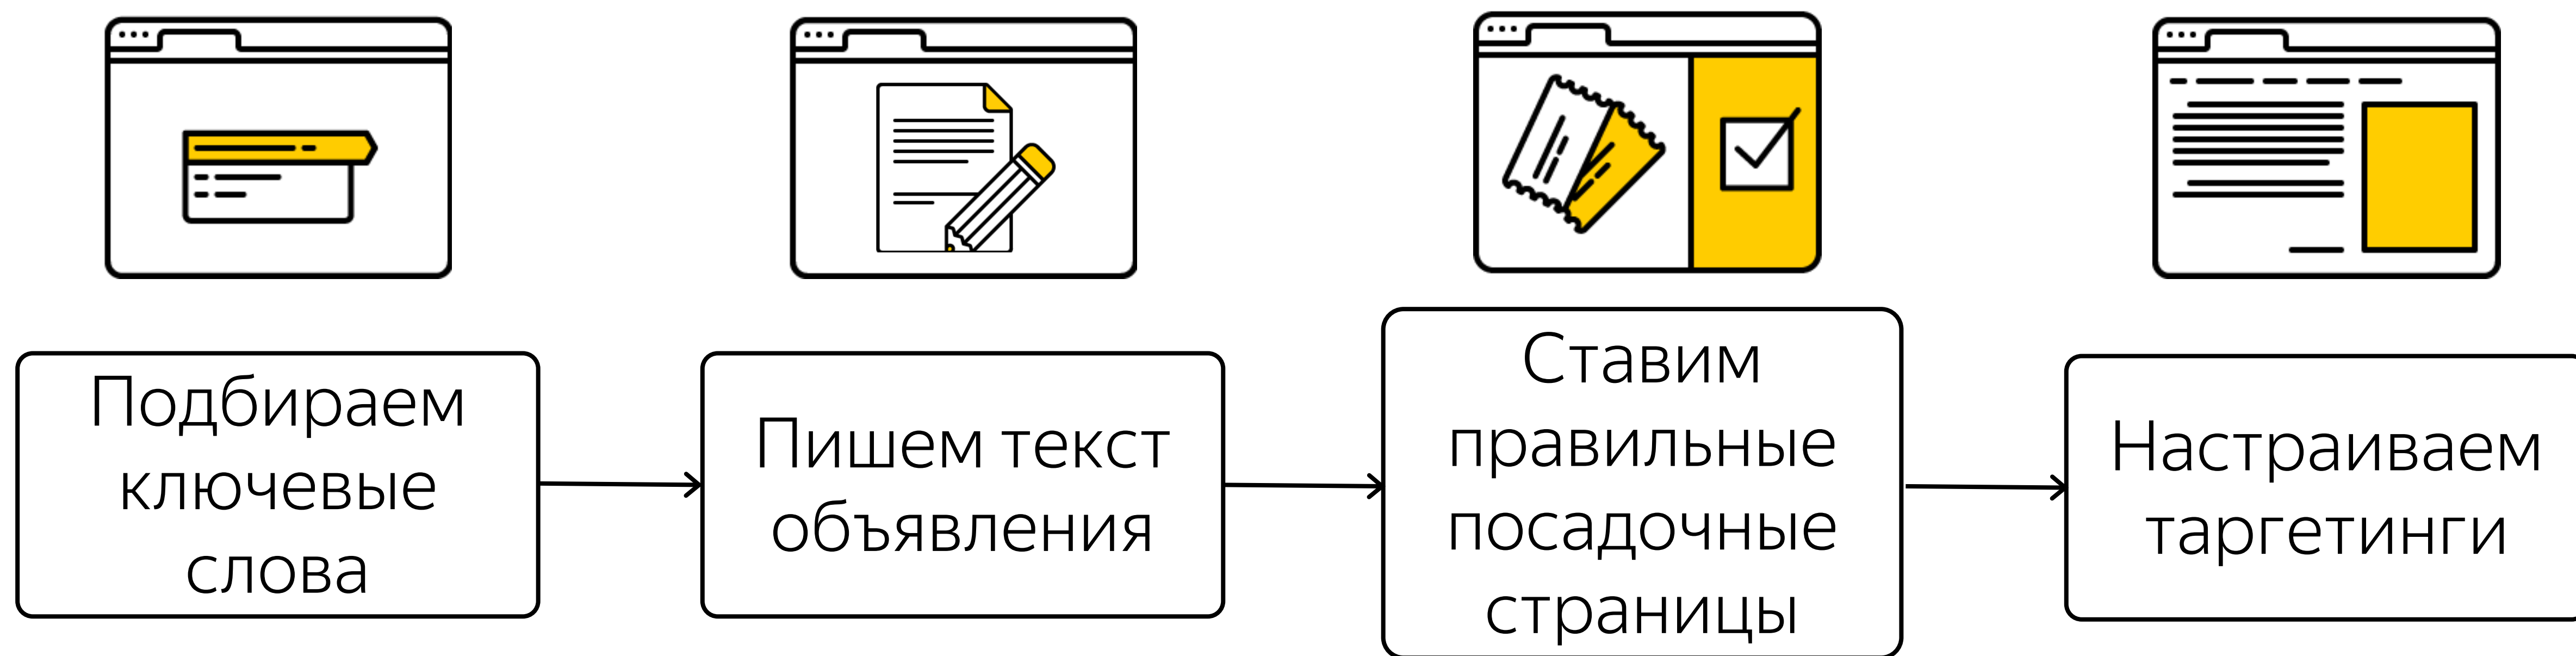 Подбираем
ключевые
слова
Пишем текст
объявления
Ставим
правильные
посадочные
страницы
Настраиваем
таргетинги